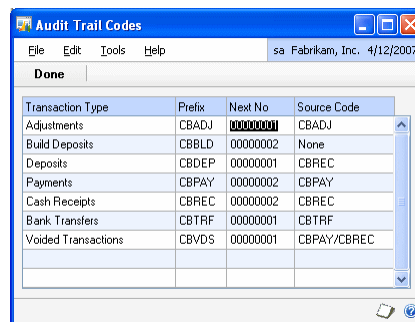 Audit Trail Codes
File Edit Tools Help sa Fabrikam, Inc. 4/12/2007
Done
Transaction Type Prefix Next No Source Code
Adjustments CBADJ 00000001 CBADJ
Build Deposits CBBLD 00000002 None
Deposits CBDEP 00000001 CBREC
Payments CBPAY 00000002 CBPAY
Cash Receipts CBREC 00000002 CBREC
Bank Transfers CBTRF 00000001 CBTRF
Voided Transactions CBVDS 00000001 CBPAY/CBREC